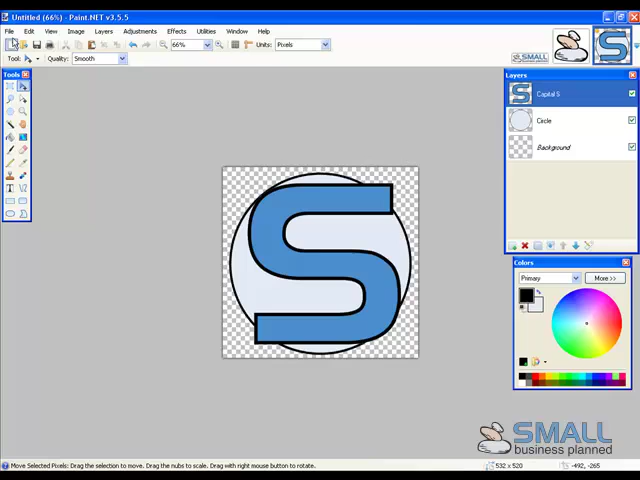 Untitled (66%) - Paint.NET v3.5.5
File Edit View Image Layers Adjustments Effects Utilities Window Help
66% Units: Pixels
Tool: Quality: Smooth
SMALL
Tools
Layers
Capital S
Circle
Background
Colors
Primary More >>
S
SMALL
business planned
Move Selected Pixels: Drag the selection to move. Drag the nubs to scale. Drag with right mouse button to rotate.
532 x 520 -492, -265